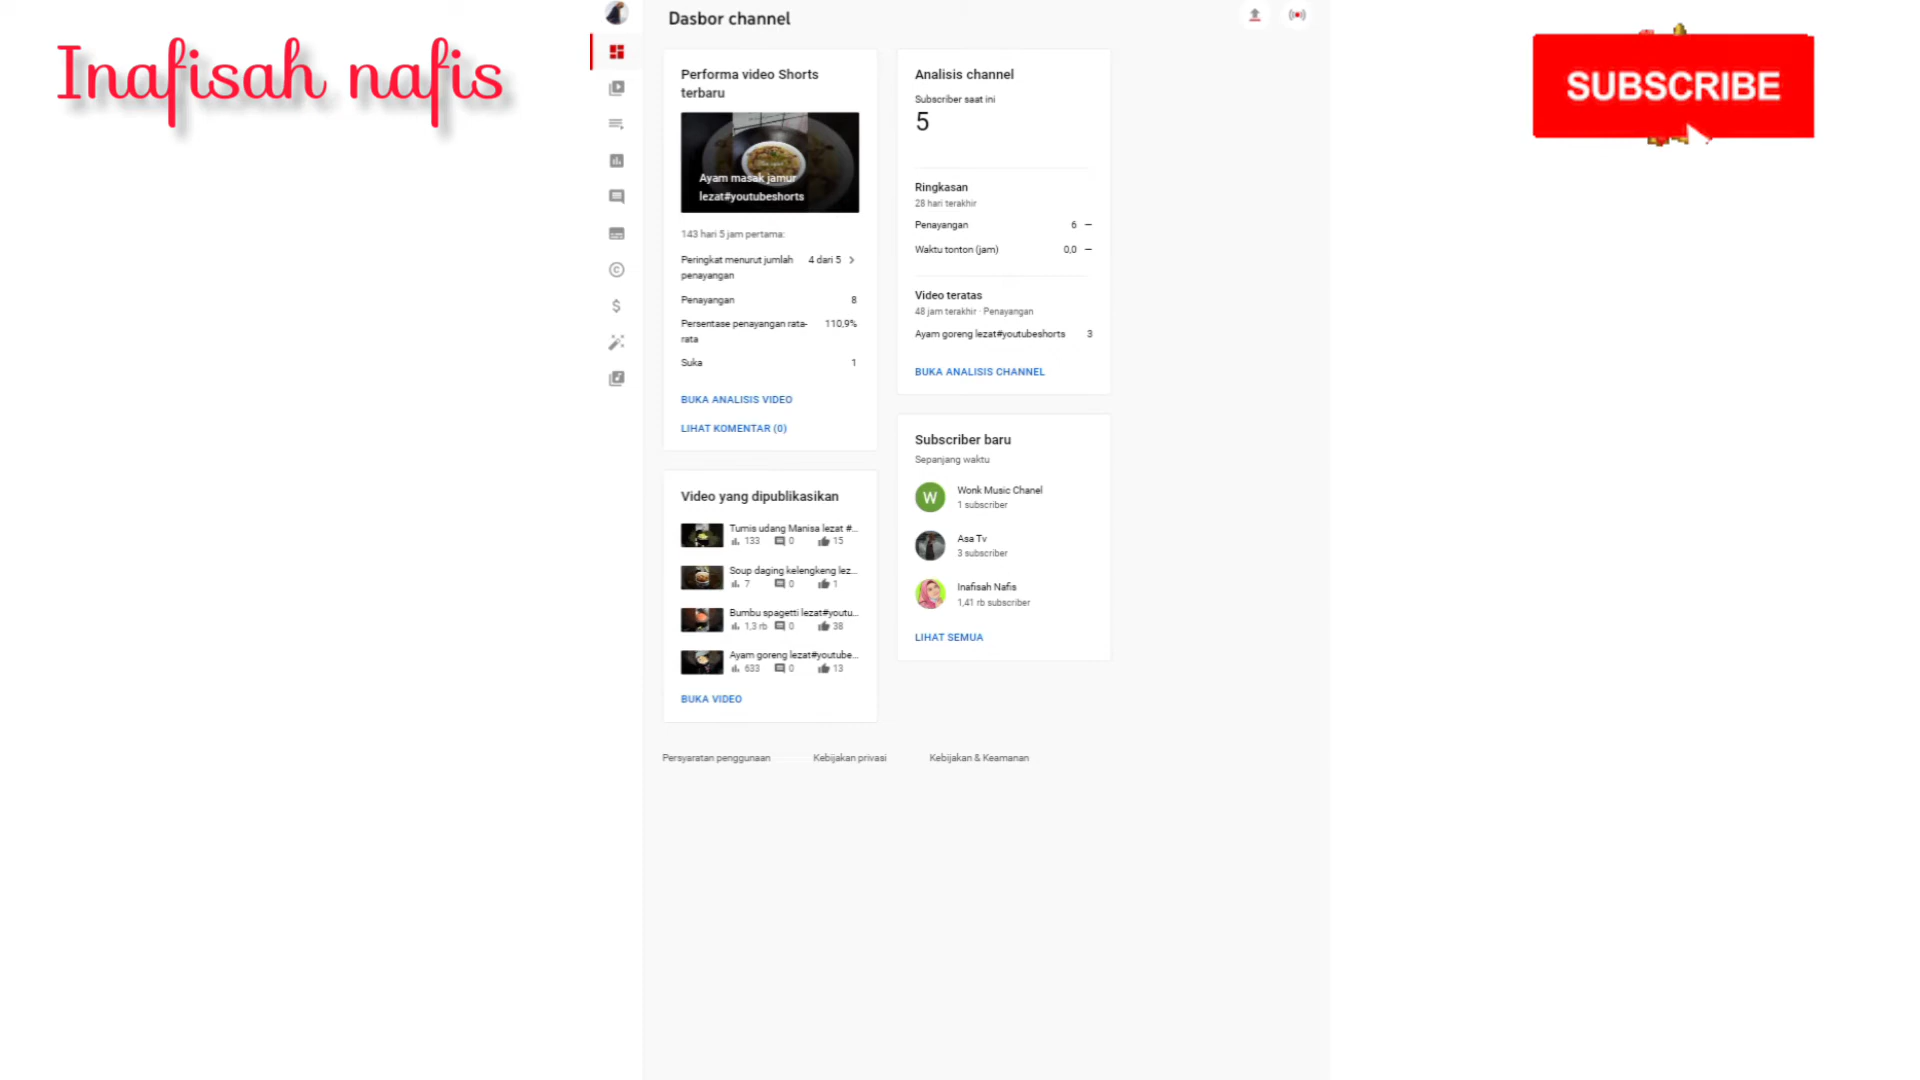 Inafisah nafis
SUBSCRIBE
Dasbor channel
Performa video Shorts
terbaru
Ayam masak jamur
lezat#youtubeshorts
143 hari 5 jam pertama:
Peringkat menurut jumlah
penayangan
4 dari 5
Penayangan 8
Persentase penayangan rata-
rata
110,9%
Suka 1
BUKA ANALISIS VIDEO
LIHAT KOMENTAR (0)
Video yang dipublikasikan
Tumis udang Manisa lezat #...
133 0 15
Soup daging kelengkeng lez...
7 0 1
Bumbu spagetti lezat#youtu...
1,3 rb 0 38
Ayam goreng lezat#youtube...
633 0 13
BUKA VIDEO
Analisis channel
Subscriber saat ini
5
Ringkasan
28 hari terakhir
Penayangan 6 —
Waktu tonton (jam) 0,0 —
Video teratas
48 jam terakhir · Penayangan
Ayam goreng lezat#youtubeshorts 3
BUKA ANALISIS CHANNEL
Subscriber baru
Sepanjang waktu
W
Wonk Music Chanel
1 subscriber
Asa Tv
3 subscriber
Inafisah Nafis
1,41 rb subscriber
LIHAT SEMUA
Persyaratan penggunaan
Kebijakan privasi
Kebijakan & Keamanan